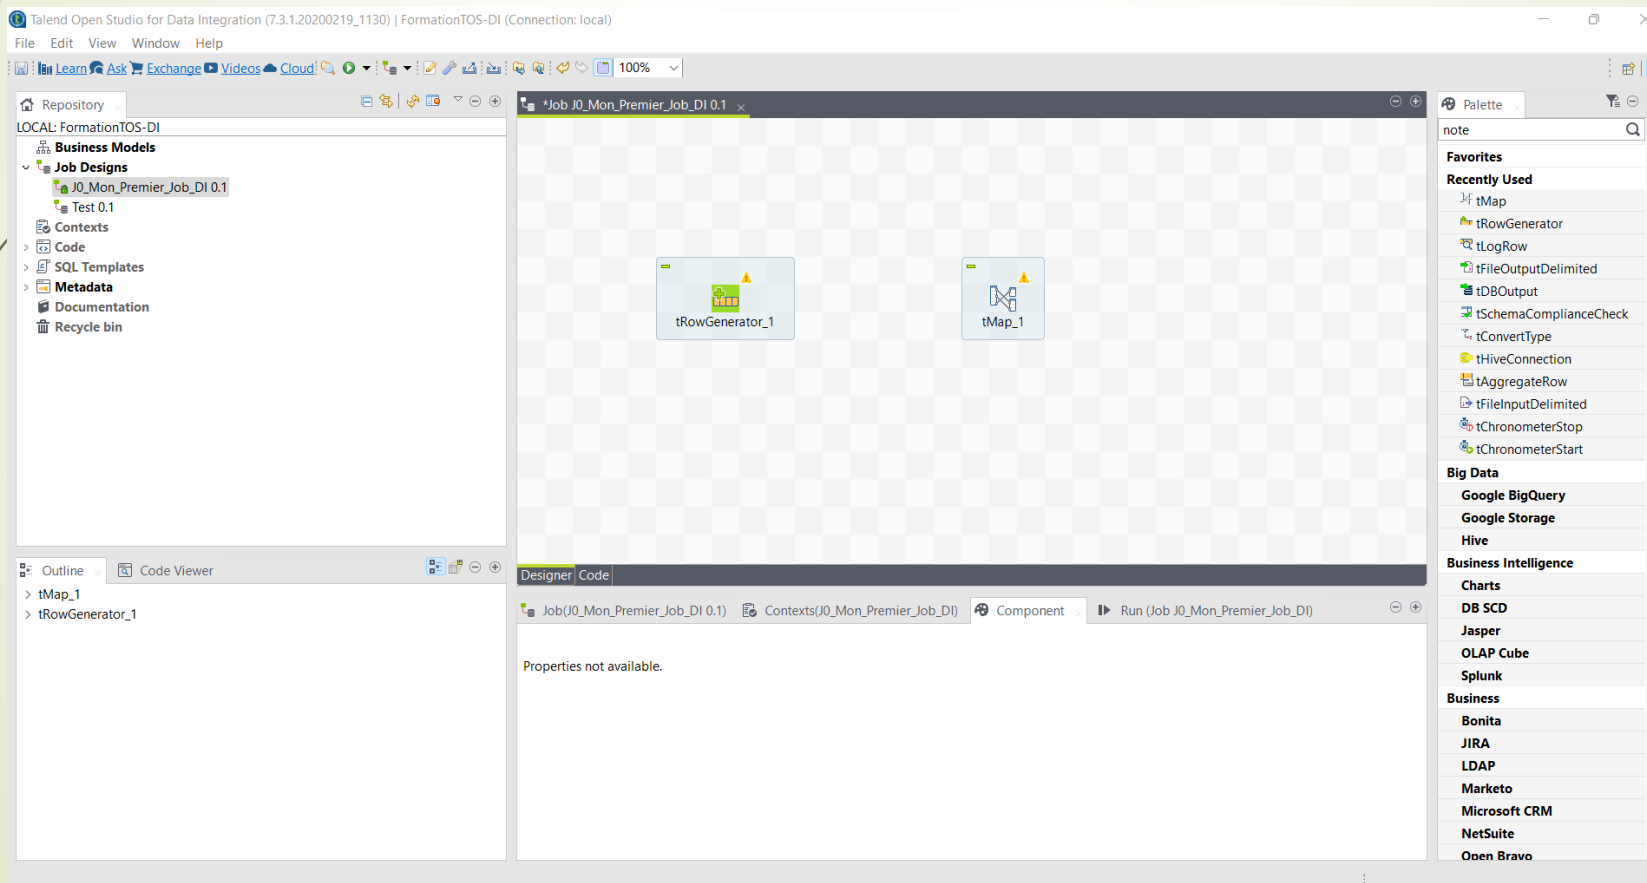 Talend Open Studio for Data Integration (7.3.1.20200219_1130) | FormationTOS-DI (Connection: local)
File Edit View Window Help
Learn Ask Exchange Videos Cloud 100%
Repository
LOCAL: FormationTOS-DI
Business Models
Job Designs
J0_Mon_Premier_Job_DI 0.1
Test 0.1
Contexts
Code
SQL Templates
Metadata
Documentation
Recycle bin
Outline Code Viewer
tMap_1
tRowGenerator_1
*Job J0_Mon_Premier_Job_DI 0.1
tRowGenerator_1 tMap_1
Designer Code
Job(J0_Mon_Premier_Job_DI 0.1) Contexts(J0_Mon_Premier_Job_DI) Component Run (Job J0_Mon_Premier_Job_DI)
Properties not available.
Palette
note
Favorites
Recently Used
tMap
tRowGenerator
tLogRow
tFileOutputDelimited
tDBOutput
tSchemaComplianceCheck
tConvertType
tHiveConnection
tAggregateRow
tFileInputDelimited
tChronometerStop
tChronometerStart
Big Data
Google BigQuery
Google Storage
Hive
Business Intelligence
Charts
DB SCD
Jasper
OLAP Cube
Splunk
Business
Bonita
JIRA
LDAP
Marketo
Microsoft CRM
NetSuite
Open Bravo